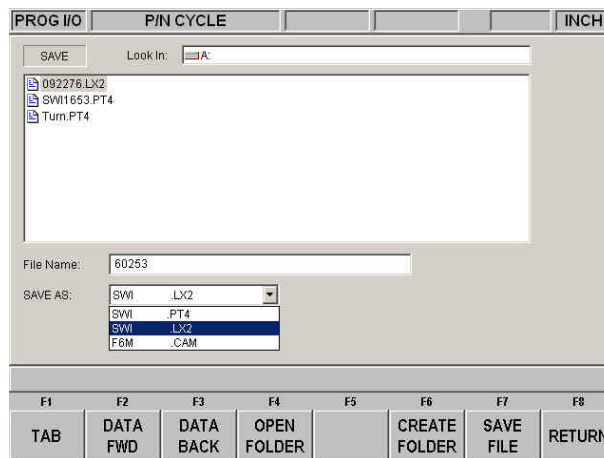 PROG I/O P/N CYCLE INCH
SAVE Look In: A:
092276.LX2
SWI1653.PT4
Turn.PT4
File Name: 60253
SAVE AS: SWI .LX2
SWI .PT4
SWI .LX2
F6M .CAM
F1 F2 F3 F4 F5 F6 F7 F8
TAB DATA FWD DATA BACK OPEN FOLDER CREATE FOLDER SAVE FILE RETURN